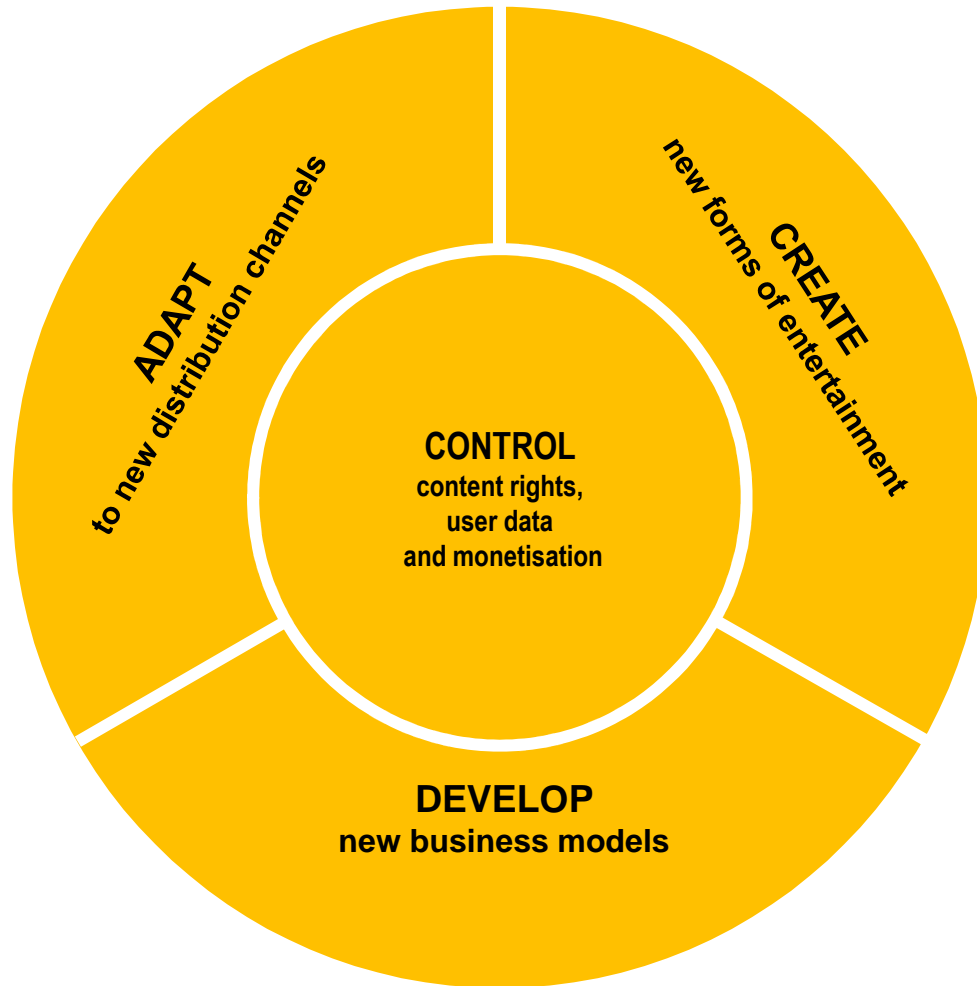 ADAPT
to new distribution channels
CREATE
new forms of entertainment
CONTROL
content rights,
user data
and monetisation
DEVELOP
new business models